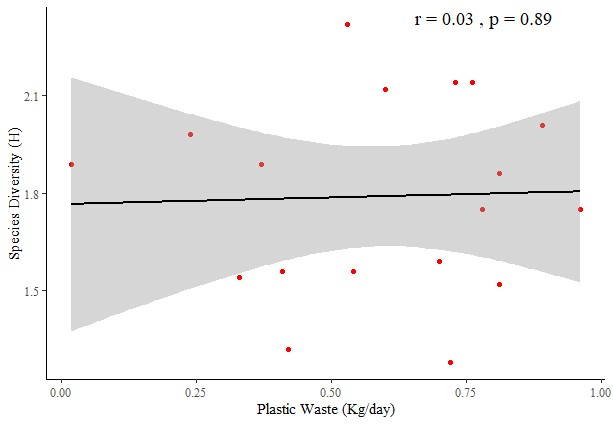 r = 0.03 , p = 0.89
Species Diversity (H)
2.1
1.8
1.5
0.00 0.25 0.50 0.75 1.00
Plastic Waste (Kg/day)